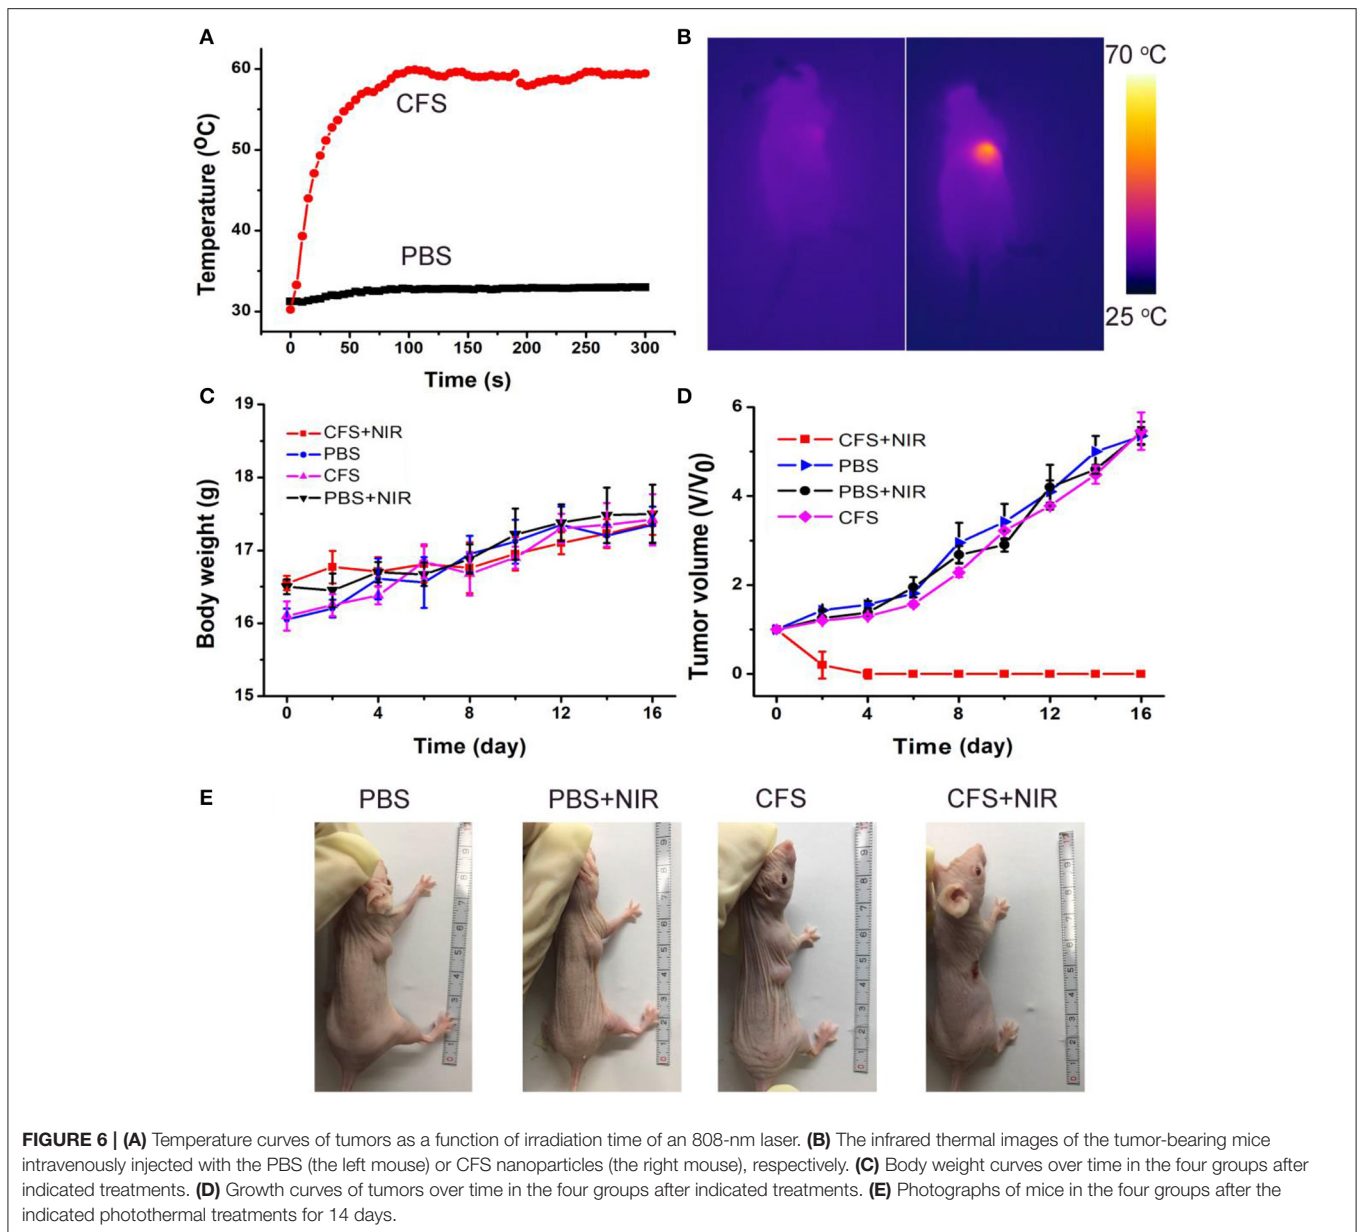 A
Temperature (ºC)
60
50
40
30
CFS
PBS
0 50 100 150 200 250 300
Time (s)
B
70 ºC
25 ºC
C
Body weight (g)
19
18
17
16
15
CFS+NIR
PBS
CFS
PBS+NIR
0 4 8 12 16
Time (day)
D
Tumor volume (V/V0)
6
4
2
0
CFS+NIR
PBS
PBS+NIR
CFS
0 4 8 12 16
Time (day)
E
PBS PBS+NIR CFS CFS+NIR
FIGURE 6 | (A) Temperature curves of tumors as a function of irradiation time of an 808-nm laser. (B) The infrared thermal images of the tumor-bearing mice
intravenously injected with the PBS (the left mouse) or CFS nanoparticles (the right mouse), respectively. (C) Body weight curves over time in the four groups after
indicated treatments. (D) Growth curves of tumors over time in the four groups after indicated treatments. (E) Photographs of mice in the four groups after the
indicated photothermal treatments for 14 days.